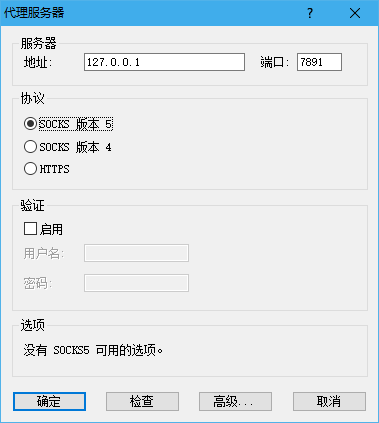 代理服务器
服务器
地址: 127.0.0.1 端口: 7891
协议
SOCKS 版本 5
SOCKS 版本 4
HTTPS
验证
启用
用户名:
密码:
选项
没有 SOCKS5 可用的选项。
确定 检查 高级... 取消